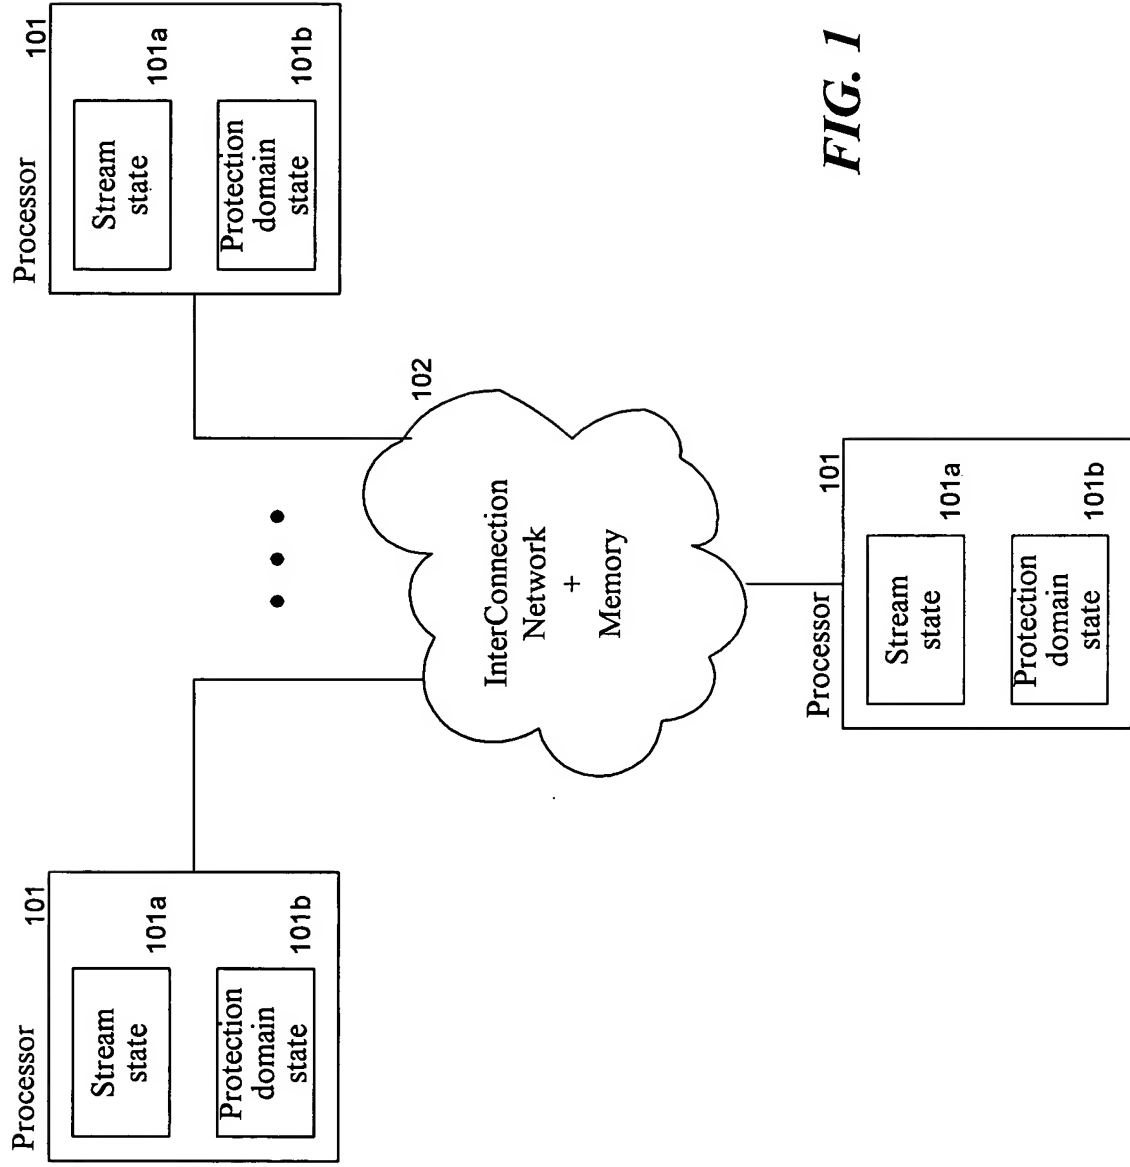 Processor
101
Stream
state
101a
Protection
domain
state
101b
Processor
101
Stream
state
101a
Protection
domain
state
101b
102
InterConnection
Network
+
Memory
Processor
101
Stream
state
101a
Protection
domain
state
101b
FIG. 1